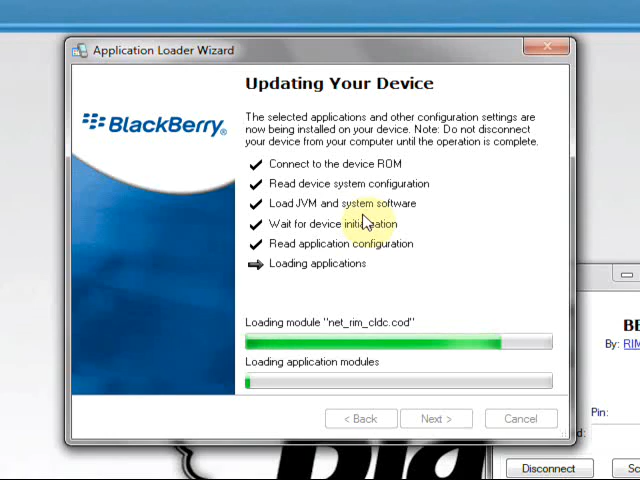 Application Loader Wizard
Updating Your Device
BlackBerry
The selected applications and other configuration settings are
now being installed on your device. Note: Do not disconnect
your device from your computer until the operation is complete.
Connect to the device ROM
Read device system configuration
Load JVM and system software
Wait for device initialization
Read application configuration
Loading applications
Loading module "net_rim_cldc.cod"
Loading application modules
< Back
Next >
Cancel
By: RIM
Pin:
Disconnect